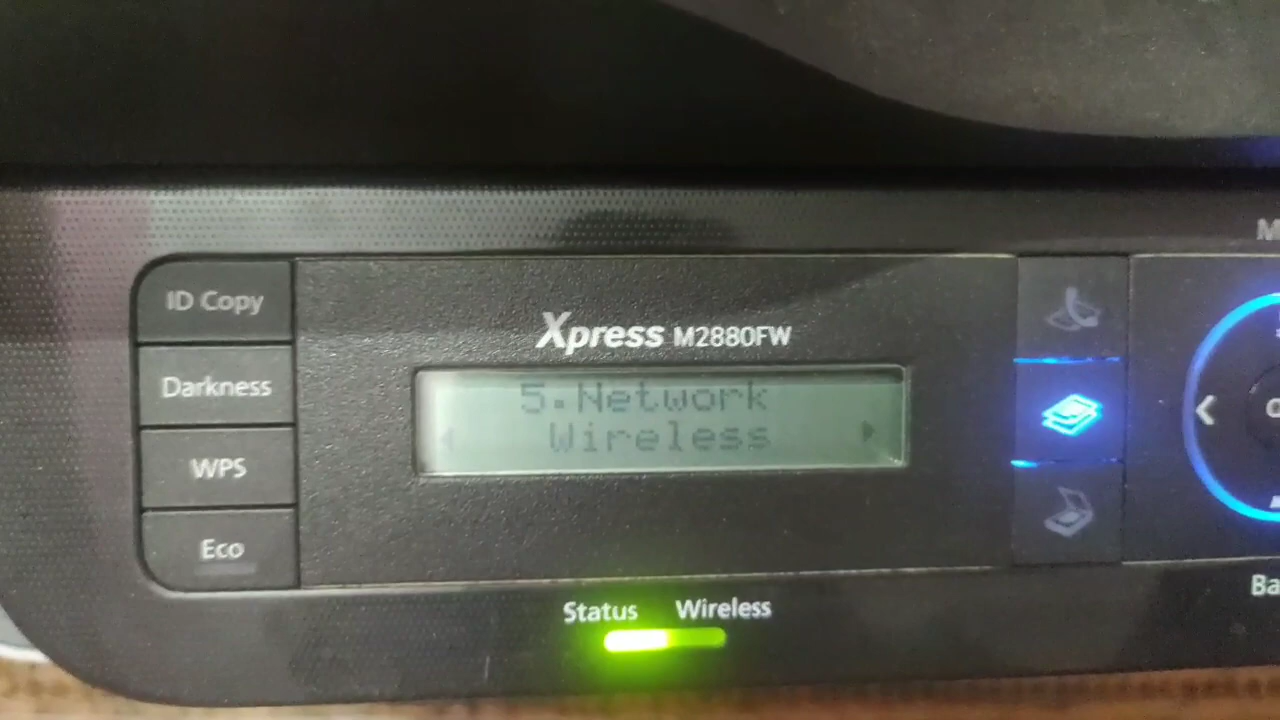 ID Copy
Darkness
WPS
Eco
Xpress M2880FW
5.Network
Wireless
Status Wireless